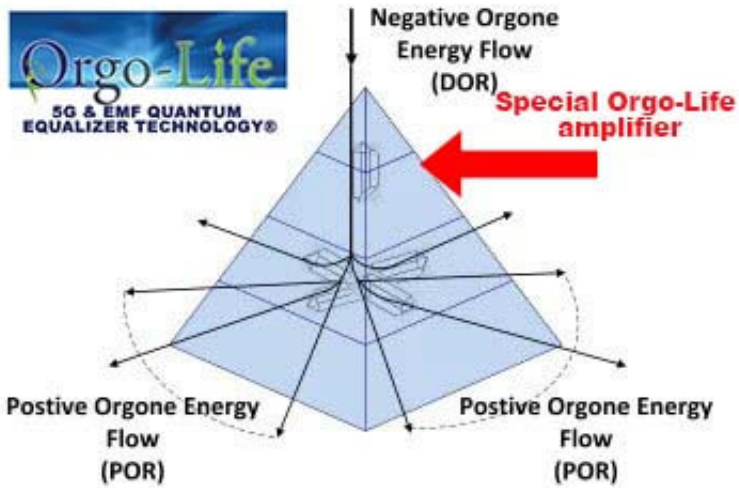 Orgo-Life
5G & EMF QUANTUM
EQUALIZER TECHNOLOGY®
Negative Orgone
Energy Flow
(DOR)
Special Orgo-Life
amplifier
Postive Orgone Energy
Flow
(POR)
Postive Orgone Energy
Flow
(POR)